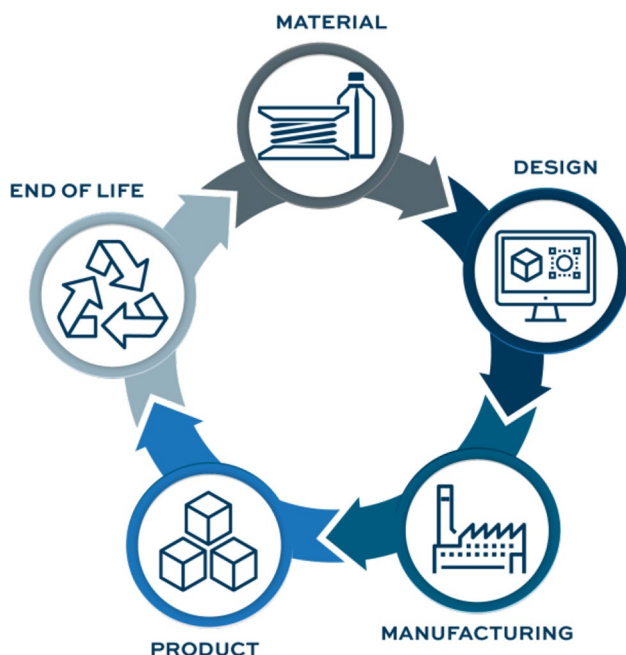 MATERIAL
DESIGN
END OF LIFE
MANUFACTURING
PRODUCT